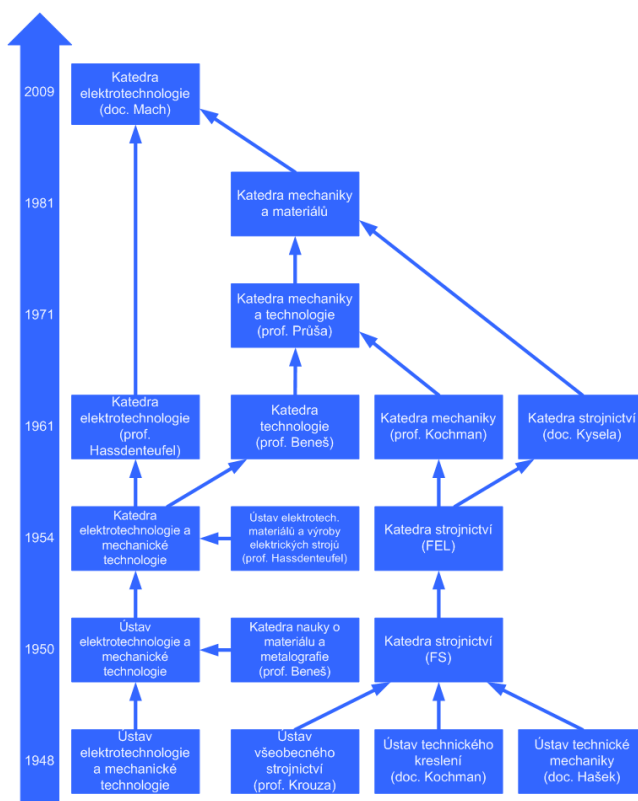 2009
Katedra
elektrotechnologie
(doc. Mach)
1981
Katedra mechaniky
a materiálů
1971
Katedra mechaniky
a technologie
(prof. Průša)
1961
Katedra
elektrotechnologie
(prof.
Hassdenteufel)
Katedra
technologie
(prof. Beneš)
Katedra mechaniky
(prof. Kochman)
Katedra strojnictví
(doc. Kysela)
1954
Katedra
elektrotechnologie a
mechanické
technologie
Ústav elektrotech.
materiálů a výroby
elektrických strojů
(prof. Hassdenteufel)
Katedra strojnictví
(FEL)
1950
Ústav
elektrotechnologie a
mechanické
technologie
Katedra nauky o
materiálu a
metalografie
(prof. Beneš)
Katedra strojnictví
(FS)
1948
Ústav
elektrotechnologie
a mechanické
technologie
Ústav
všeobecného
strojnictví
(prof. Krouza)
Ústav technického
kreslení
(doc. Kochman)
Ústav technické
mechaniky
(doc. Hašek)